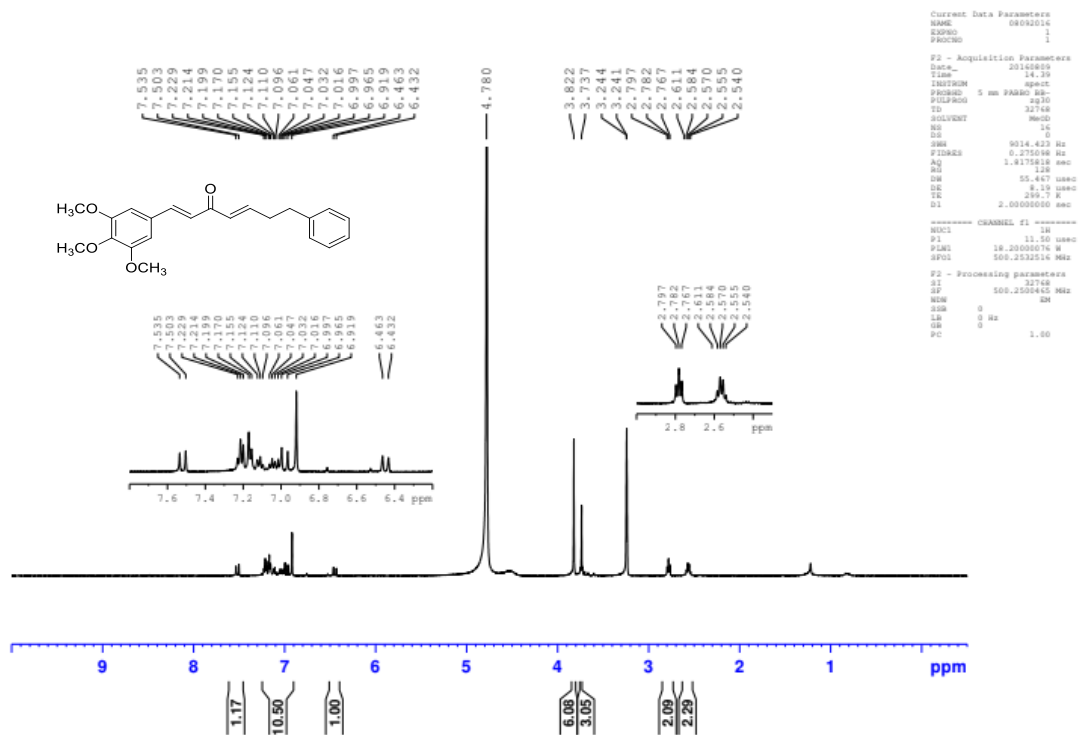 Current Data Parameters
NAME 08092016
EXPNO 1
PROCNO 1
F2 - Acquisition Parameters
Date_ 20160809
Time 14.39
INSTRUM spect
PROBHD 5 mm PABBO BB-
PULPROG zg30
TD 32768
SOLVENT MeOD
NS 16
DS 0
SWH 9014.423 Hz
FIDRES 0.275098 Hz
AQ 1.8175818 sec
RG 128
DW 55.467 usec
DE 8.19 usec
TE 299.7 K
D1 2.00000000 sec
======== CHANNEL f1 ========
NUC1 1H
P1 11.50 usec
PLW1 18.20000076 W
SFO1 500.2532516 MHz
F2 - Processing parameters
SI 32768
SF 500.2500465 MHz
WDW EM
SSB 0
LB 0 Hz
GB 0
PC 1.00
7.535
7.503
7.229
7.214
7.199
7.170
7.155
7.124
7.110
7.096
7.061
7.047
7.032
7.016
6.997
6.965
6.919
6.463
6.432
4.780
3.822
3.737
3.244
3.241
2.797
2.782
2.767
2.611
2.584
2.570
2.555
2.540
O
H3CO
H3CO
OCH3
7.535
7.503
7.229
7.214
7.199
7.170
7.155
7.124
7.110
7.096
7.061
7.047
7.032
7.016
6.997
6.965
6.919
6.463
6.432
7.6 7.4 7.2 7.0 6.8 6.6 6.4 ppm
2.797
2.782
2.767
2.611
2.584
2.570
2.555
2.540
2.8 2.6 ppm
9 8 7 6 5 4 3 2 1 ppm
1.17
10.50
1.00
6.08
3.05
2.09
2.29